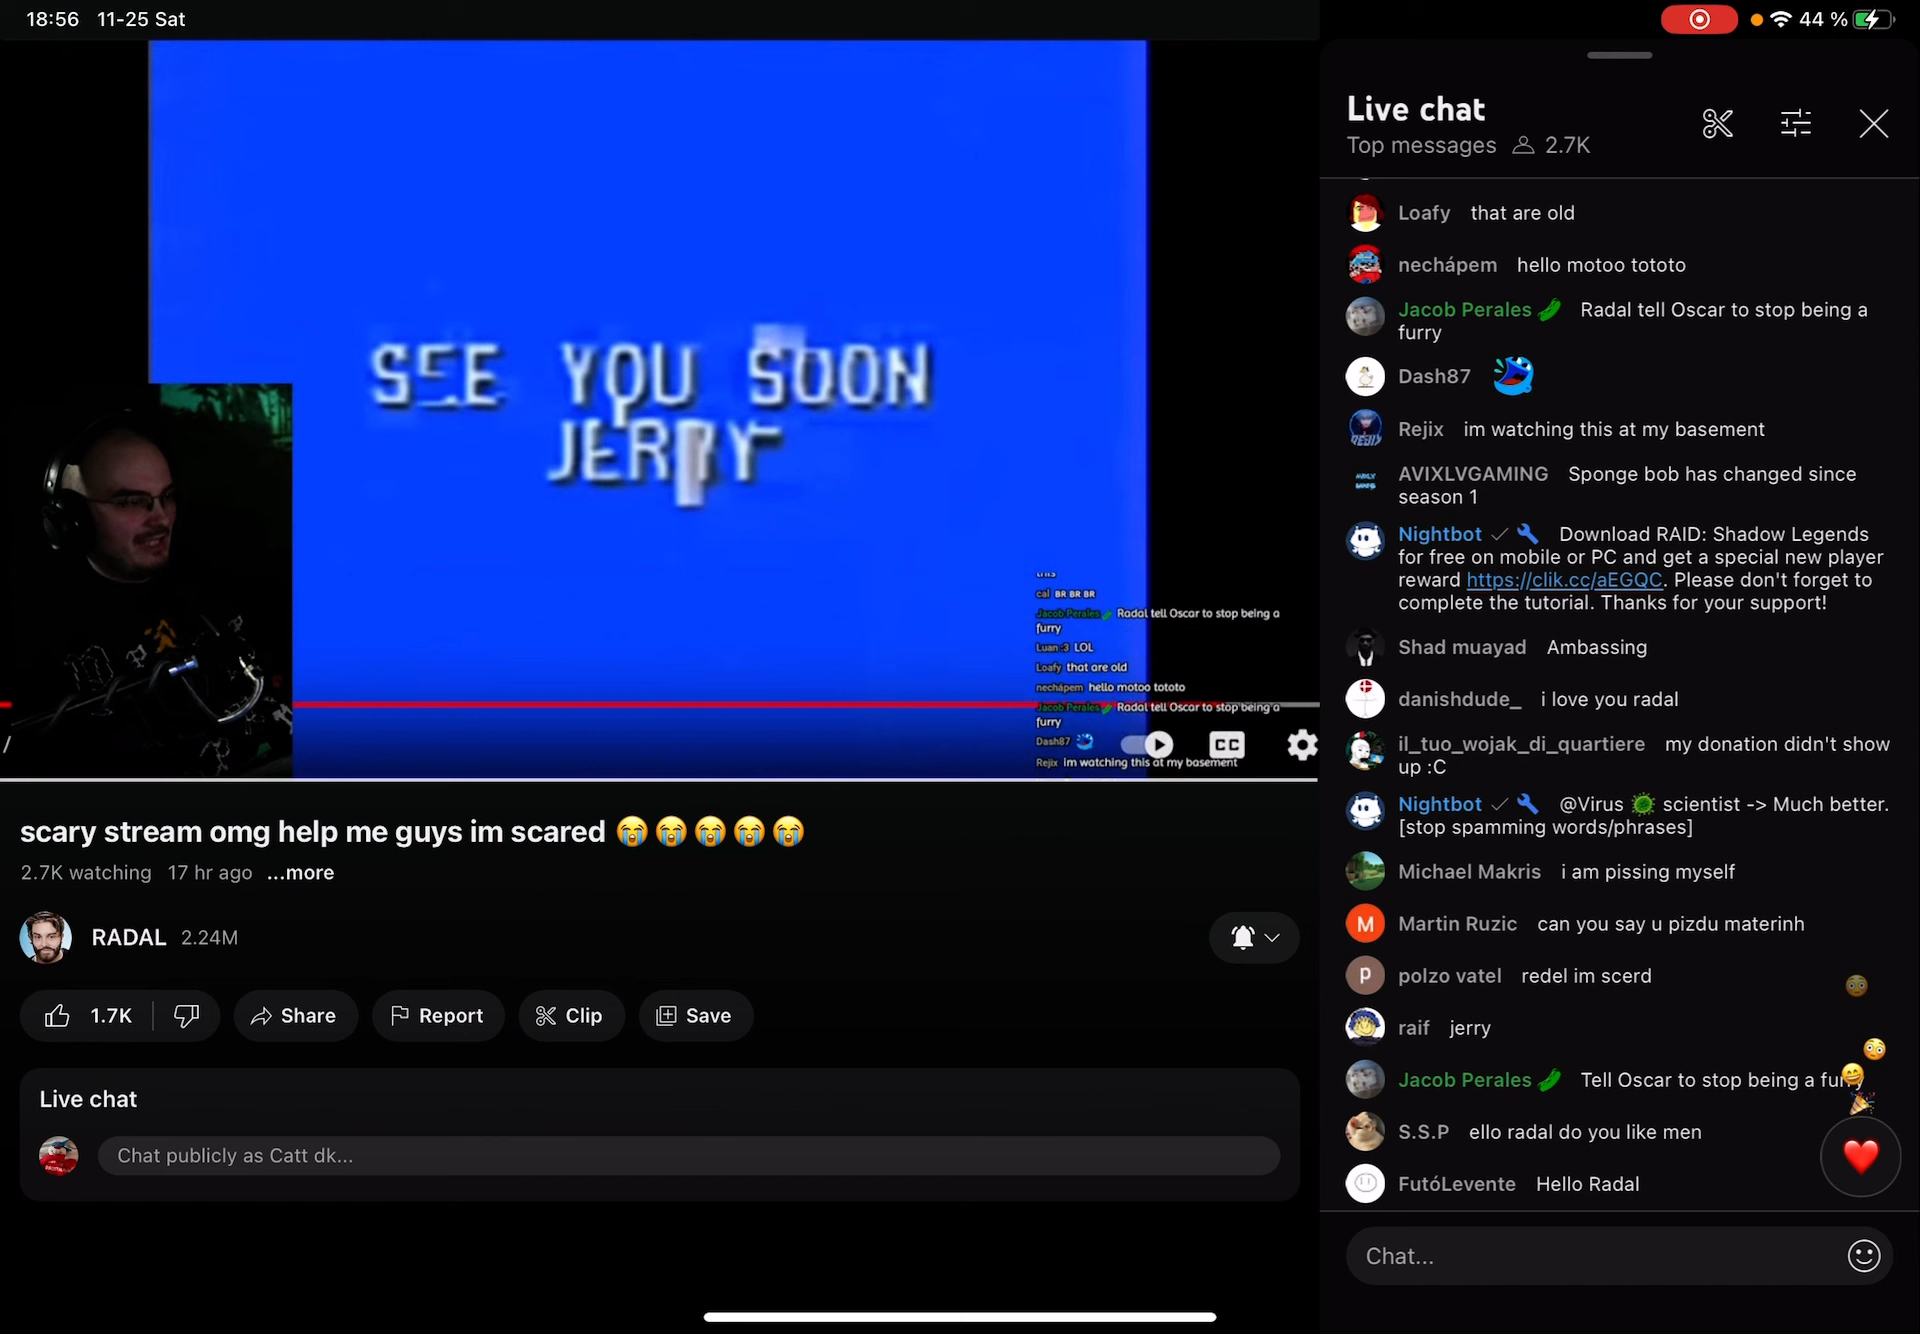 18:56 11-25 Sat
44 %
SEE YOU SOON
JERRY
this
cal BR BR BR
Jacob Perales Radal tell Oscar to stop being a
furry
Luan :3 LOL
Loafy that are old
nechápem hello motoo tototo
Jacob Perales Radal tell Oscar to stop being a
furry
Dash87
Rejix im watching this at my basement
/
CC
scary stream omg help me guys im scared 😭😭😭😭😭
2.7K watching 17 hr ago ...more
RADAL 2.24M
1.7K Share Report Clip Save
Live chat
Chat publicly as Catt dk...
Live chat
Top messages 2.7K
Loafy that are old
nechápem hello motoo tototo
Jacob Perales Radal tell Oscar to stop being a
furry
Dash87
Rejix im watching this at my basement
AVIXLVGAMING Sponge bob has changed since
season 1
Nightbot Download RAID: Shadow Legends
for free on mobile or PC and get a special new player
reward https://clik.cc/aEGQC. Please don't forget to
complete the tutorial. Thanks for your support!
Shad muayad Ambassing
danishdude_ i love you radal
il_tuo_wojak_di_quartiere my donation didn't show
up :C
Nightbot @Virus 🦠 scientist -> Much better.
[stop spamming words/phrases]
Michael Makris i am pissing myself
M Martin Ruzic can you say u pizdu materinh
p polzo vatel redel im scerd
raif jerry
Jacob Perales Tell Oscar to stop being a furry
S.S.P ello radal do you like men
FutóLevente Hello Radal
Chat...